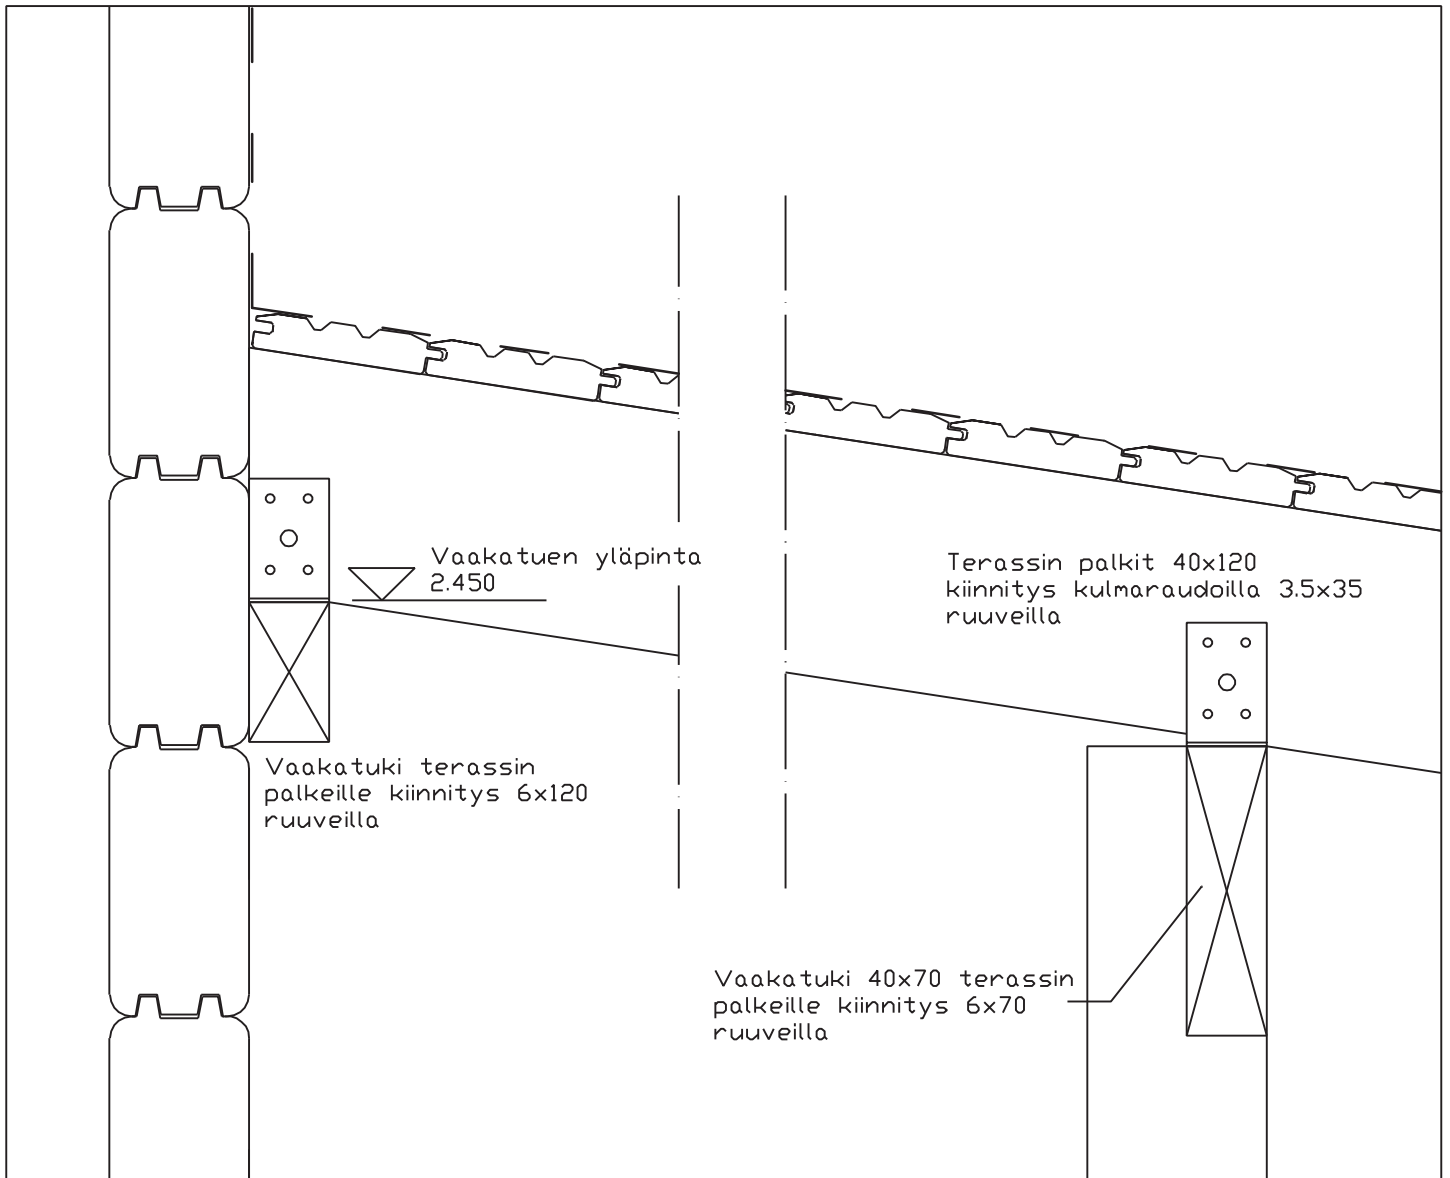 Vaakatuen yläpinta
2.450
Terassin palkit 40x120
kiinnitys kulmaraudoilla 3.5x35
ruuveilla
Vaakatuki terassin
palkeille kiinnitys 6x120
ruuveilla
Vaakatuki 40x70 terassin
palkeille kiinnitys 6x70
ruuveilla